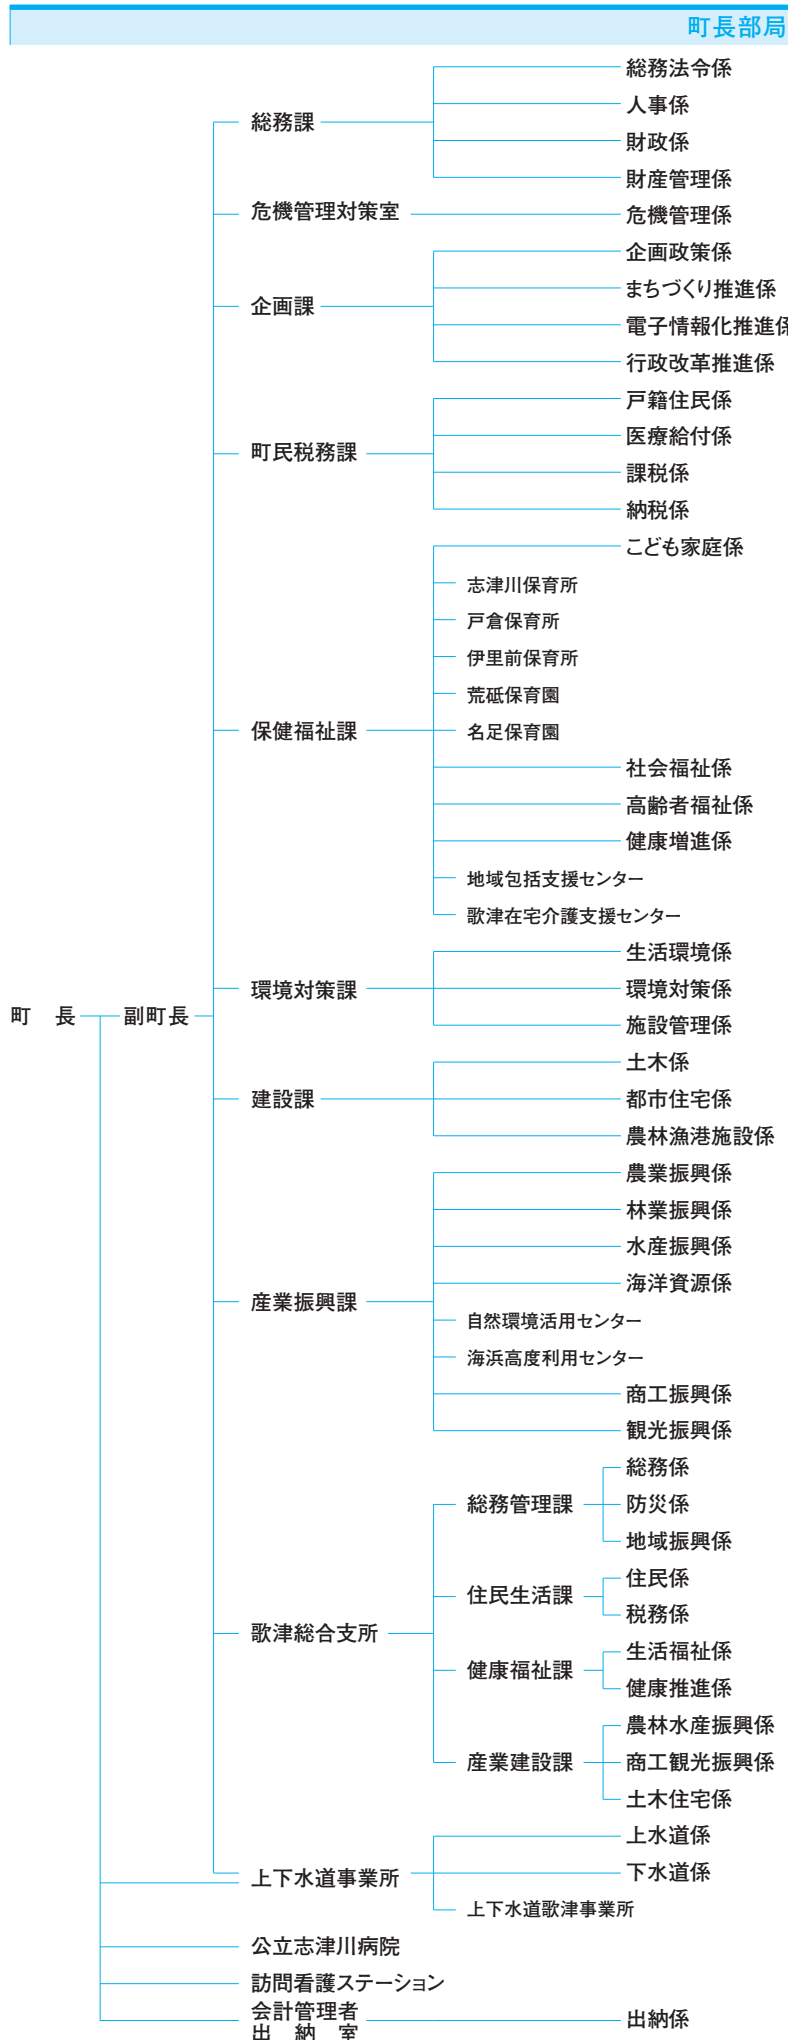 町長部局
総務法令係
人事係
総務課
財政係
財産管理係
危機管理対策室
危機管理係
企画政策係
まちづくり推進係
企画課
電子情報化推進係
行政改革推進係
戸籍住民係
医療給付係
町民税務課
課税係
納税係
こども家庭係
志津川保育所
戸倉保育所
伊里前保育所
荒砥保育園
保健福祉課
名足保育園
社会福祉係
高齢者福祉係
健康増進係
地域包括支援センター
歌津在宅介護支援センター
生活環境係
環境対策課
環境対策係
町　長
副町長
施設管理係
土木係
建設課
都市住宅係
農林漁港施設係
農業振興係
林業振興係
水産振興係
海洋資源係
産業振興課
自然環境活用センター
海浜高度利用センター
商工振興係
観光振興係
総務係
総務管理課
防災係
地域振興係
住民係
住民生活課
税務係
歌津総合支所
生活福祉係
健康福祉課
健康推進係
農林水産振興係
産業建設課
商工観光振興係
土木住宅係
上水道係
上下水道事業所
下水道係
上下水道歌津事業所
公立志津川病院
訪問看護ステーション
会計管理者
出　納　室
出納係